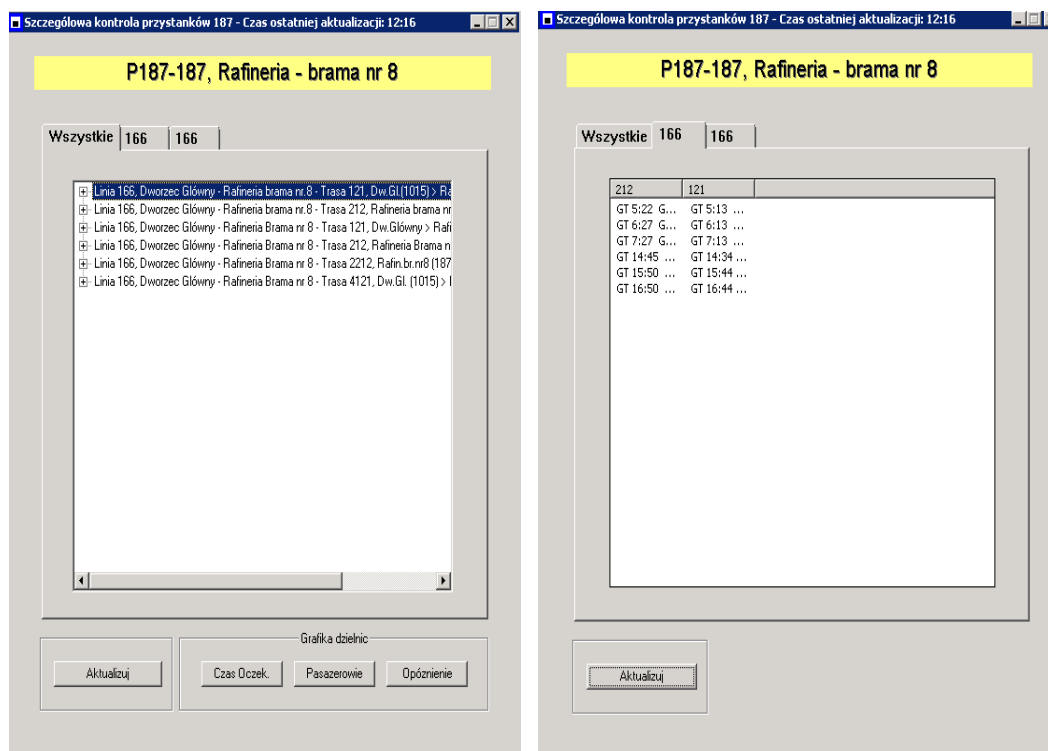 Szczegółowa kontrola przystanków 187 - Czas ostatniej aktualizacji: 12:16
P187-187, Rafineria - brama nr 8
Wszystkie 166 166
Linia 166, Dworzec Glówny - Rafineria brama nr.8 - Trasa 121, Dw.Gl.(1015) > Ra
Linia 166, Dworzec Glówny - Rafineria brama nr.8 - Trasa 212, Rafineria brama nr
Linia 166, Dworzec Glówny - Rafineria Brama nr 8 - Trasa 121, Dw.Główny > Rafi
Linia 166, Dworzec Glówny - Rafineria Brama nr 8 - Trasa 212, Rafineria Brama n
Linia 166, Dworzec Glówny - Rafineria Brama nr 8 - Trasa 2212, Rafin.br.nr8 (187
Linia 166, Dworzec Glówny - Rafineria Brama nr 8 - Trasa 4121, Dw.Gl. (1015) >
Grafika dzielnic
Aktualizuj Czas Oczek. Pasazerowie Opóznienie
Szczegółowa kontrola przystanków 187 - Czas ostatniej aktualizacji: 12:16
P187-187, Rafineria - brama nr 8
Wszystkie 166 166
212 121
GT 5:22 G... GT 5:13 ...
GT 6:27 G... GT 6:13 ...
GT 7:27 G... GT 7:13 ...
GT 14:45 ... GT 14:34 ...
GT 15:50 ... GT 15:44 ...
GT 16:50 ... GT 16:44 ...
Aktualizuj